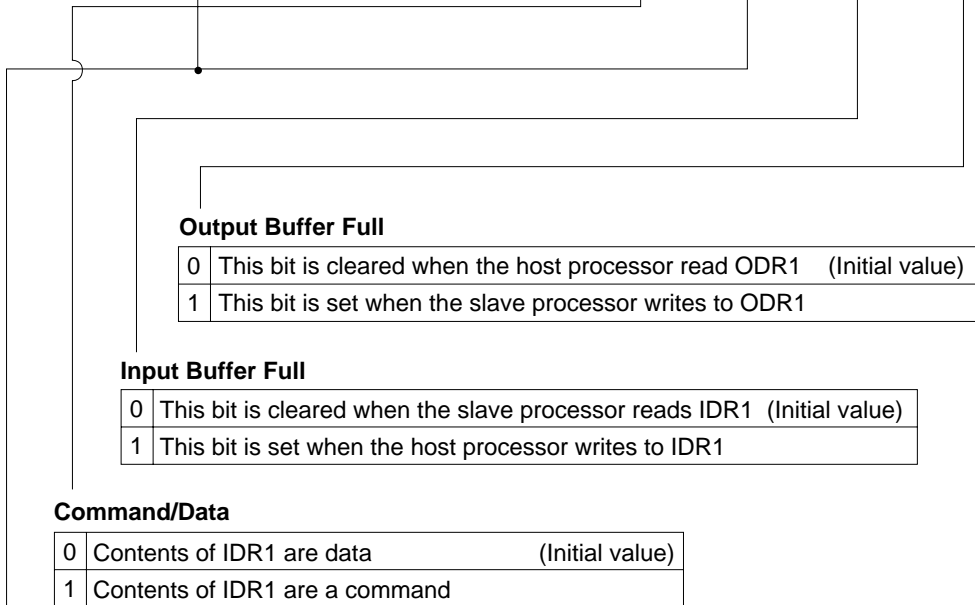 Output Buffer Full
0 This bit is cleared when the host processor read ODR1 (Initial value)
1 This bit is set when the slave processor writes to ODR1
Input Buffer Full
0 This bit is cleared when the slave processor reads IDR1 (Initial value)
1 This bit is set when the host processor writes to IDR1
Command/Data
0 Contents of IDR1 are data (Initial value)
1 Contents of IDR1 are a command